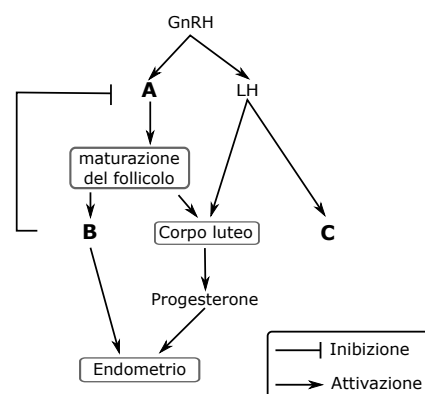 GnRH
A
LH
maturazione
del follicolo
B
Corpo luteo
C
Progesterone
Endometrio
Inibizione
Attivazione